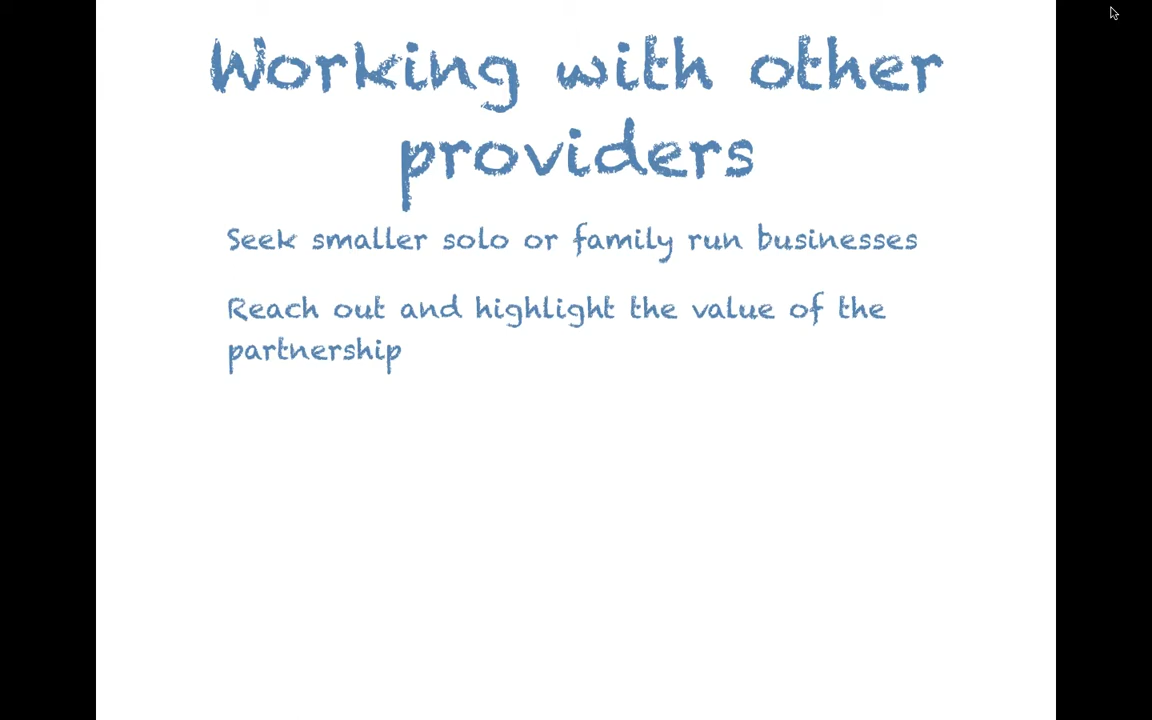 Working with other
providers
Seek smaller solo or family run businesses
Reach out and highlight the value of the
partnership